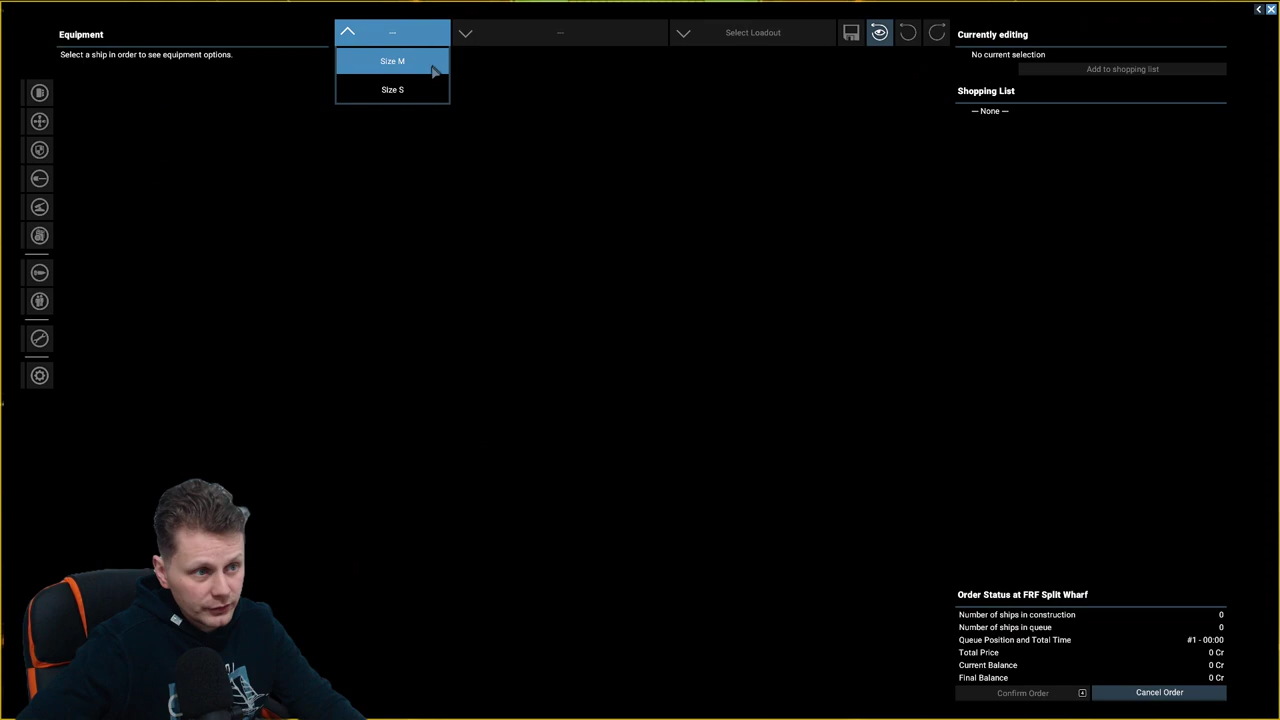 Equipment
Select a ship in order to see equipment options.
---
---
Select Loadout
Size M
Size S
Currently editing
No current selection
Add to shopping list
Shopping List
--- None ---
Order Status at FRF Split Wharf
Number of ships in construction 0
Number of ships in queue 0
Queue Position and Total Time #1 - 00:00
Total Price 0 Cr
Current Balance 0 Cr
Final Balance 0 Cr
Confirm Order
Cancel Order